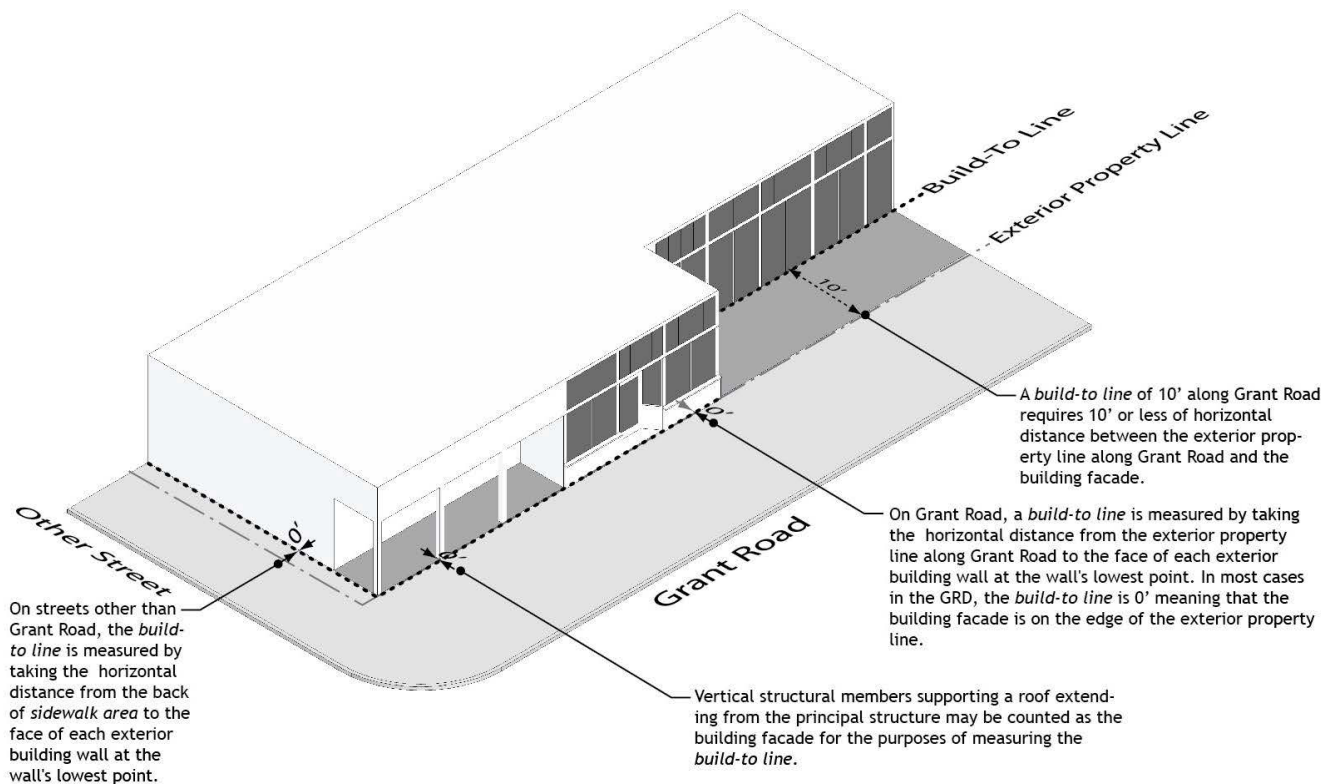 Build-To Line
Exterior Property Line
10'
0'
0'
0'
Other Street
Grant Road
A build-to line of 10' along Grant Road
requires 10' or less of horizontal
distance between the exterior prop-
erty line along Grant Road and the
building facade.
On Grant Road, a build-to line is measured by taking
the horizontal distance from the exterior property
line along Grant Road to the face of each exterior
building wall at the wall's lowest point. In most cases
in the GRD, the build-to line is 0' meaning that the
building facade is on the edge of the exterior property
line.
On streets other than
Grant Road, the build-
to line is measured by
taking the horizontal
distance from the back
of sidewalk area to the
face of each exterior
building wall at the
wall's lowest point.
Vertical structural members supporting a roof extend-
ing from the principal structure may be counted as the
building facade for the purposes of measuring the
build-to line.